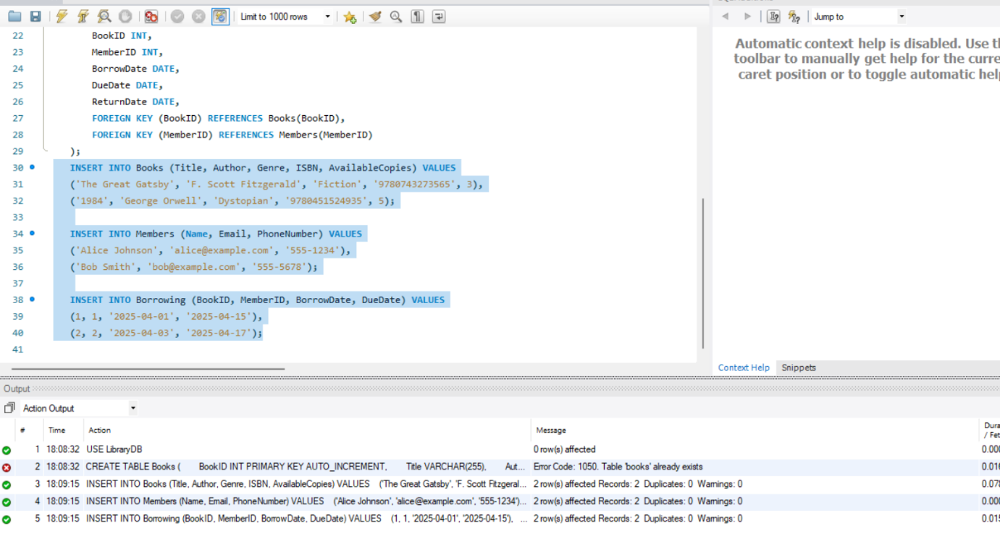 Limit to 1000 rows
Jump to
22 BookID INT,
23 MemberID INT,
24 BorrowDate DATE,
25 DueDate DATE,
26 ReturnDate DATE,
27 FOREIGN KEY (BookID) REFERENCES Books(BookID),
28 FOREIGN KEY (MemberID) REFERENCES Members(MemberID)
29 );
30 INSERT INTO Books (Title, Author, Genre, ISBN, AvailableCopies) VALUES
31 ('The Great Gatsby', 'F. Scott Fitzgerald', 'Fiction', '9780743273565', 3),
32 ('1984', 'George Orwell', 'Dystopian', '9780451524935', 5);
33
34 INSERT INTO Members (Name, Email, PhoneNumber) VALUES
35 ('Alice Johnson', 'alice@example.com', '555-1234'),
36 ('Bob Smith', 'bob@example.com', '555-5678');
37
38 INSERT INTO Borrowing (BookID, MemberID, BorrowDate, DueDate) VALUES
39 (1, 1, '2025-04-01', '2025-04-15'),
40 (2, 2, '2025-04-03', '2025-04-17');
41
Automatic context help is disabled. Use th
toolbar to manually get help for the curre
caret position or to toggle automatic help
Context Help Snippets
Output
Action Output
# Time Action Message Dura
/ Fet
1 18:08:32 USE LibraryDB 0 row(s) affected 0.000
2 18:08:32 CREATE TABLE Books ( BookID INT PRIMARY KEY AUTO_INCREMENT, Title VARCHAR(255), Aut... Error Code: 1050. Table 'books' already exists 0.016
3 18:09:15 INSERT INTO Books (Title, Author, Genre, ISBN, AvailableCopies) VALUES ('The Great Gatsby', 'F. Scott Fitzgeral... 2 row(s) affected Records: 2 Duplicates: 0 Warnings: 0 0.078
4 18:09:15 INSERT INTO Members (Name, Email, PhoneNumber) VALUES ('Alice Johnson', 'alice@example.com', '555-1234')... 2 row(s) affected Records: 2 Duplicates: 0 Warnings: 0 0.000
5 18:09:15 INSERT INTO Borrowing (BookID, MemberID, BorrowDate, DueDate) VALUES (1, 1, '2025-04-01', '2025-04-15'), ... 2 row(s) affected Records: 2 Duplicates: 0 Warnings: 0 0.015